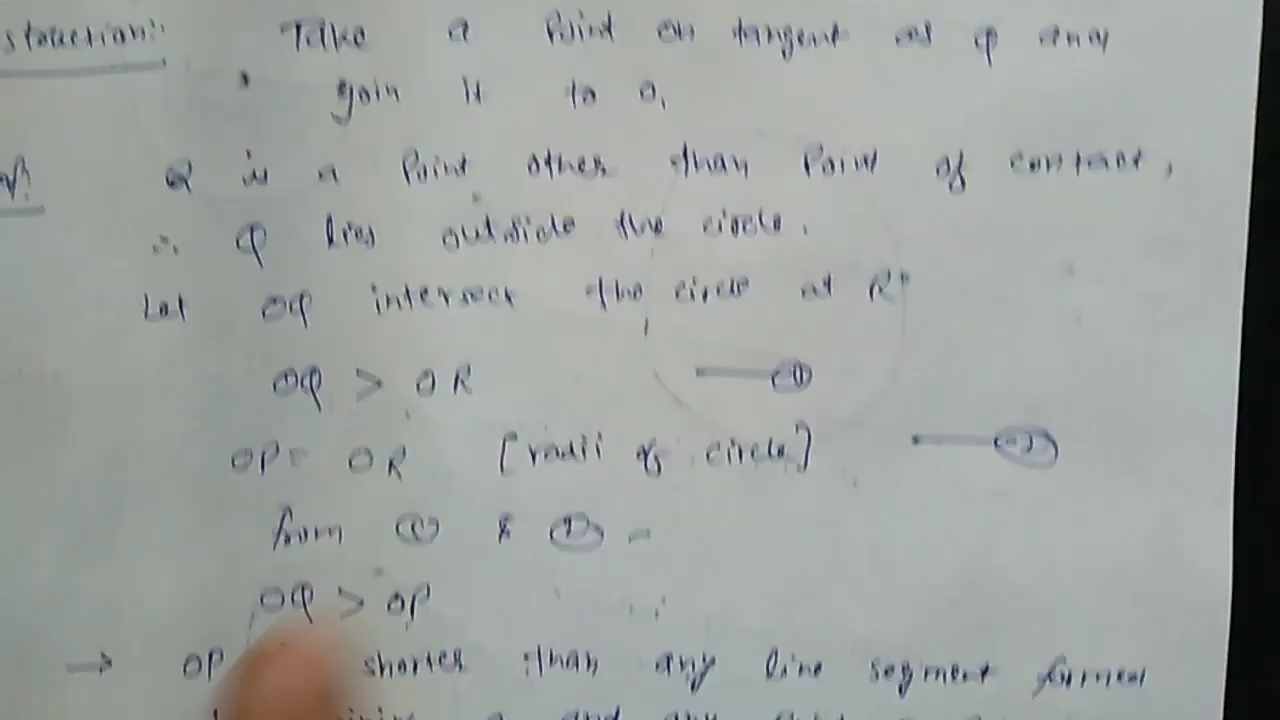 struction:- Take a Point on tangent as Q and
join it to O,
Q is a Point other than Point of contact,
∴ Q lies outside the circle.
Let OQ intersect the circle at R
OQ > OR —①
OP = OR [radii of circle] —②
from ① & ② -
OQ > OP
→ OP shorter than any line segment formed
and any